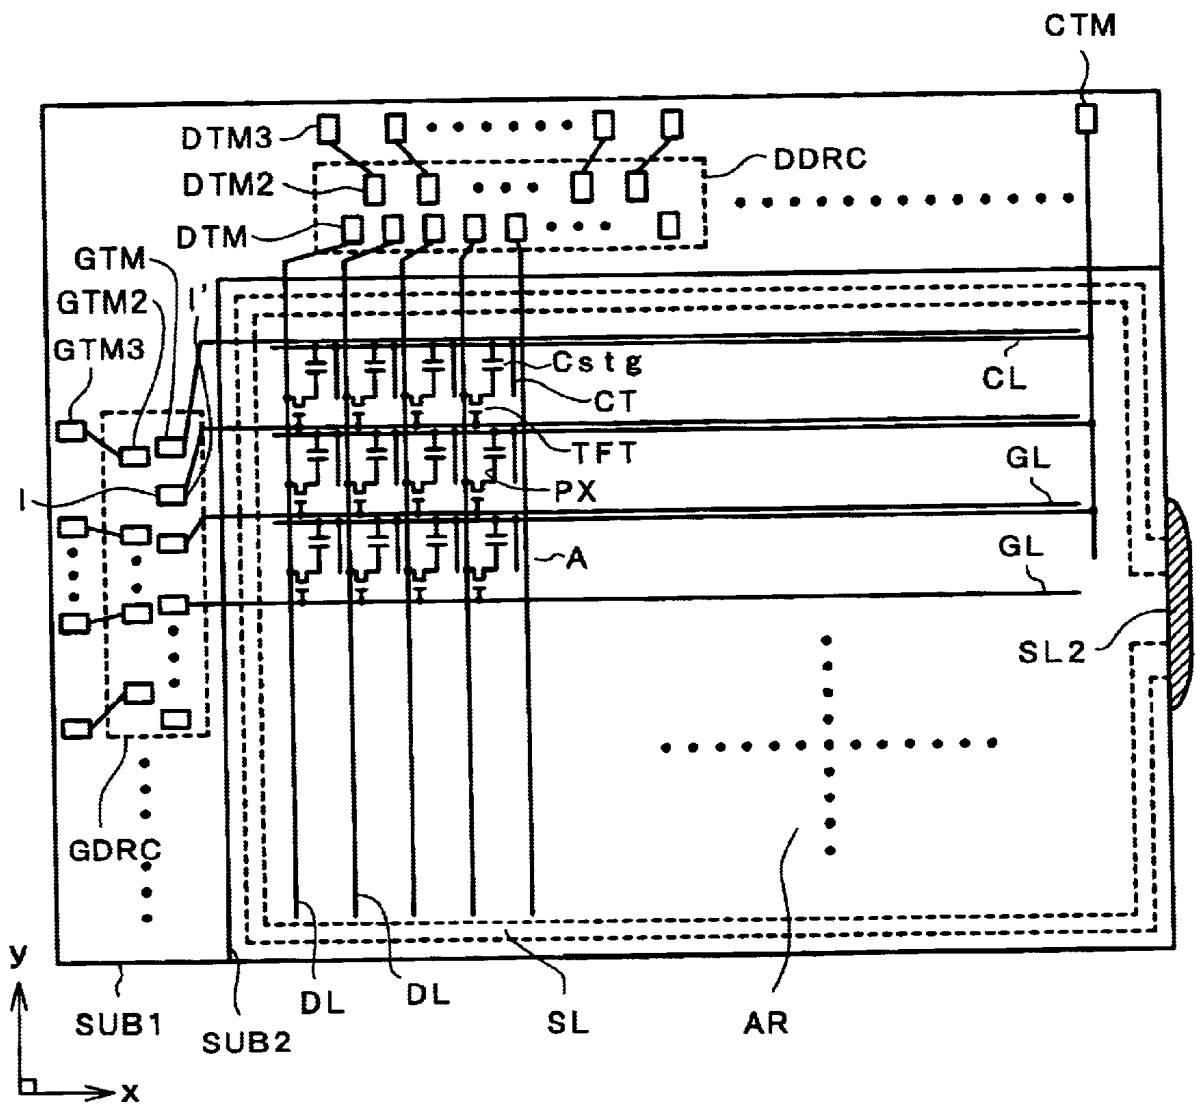 CTM
DTM3
DDRC
DTM2
DTM
GTM
GTM2
I'
GTM3
Cstg
CL
CT
TFT
GL
I
PX
A
GL
SL2
GDRC
y
DL
DL
SL
AR
SUB1
SUB2
x